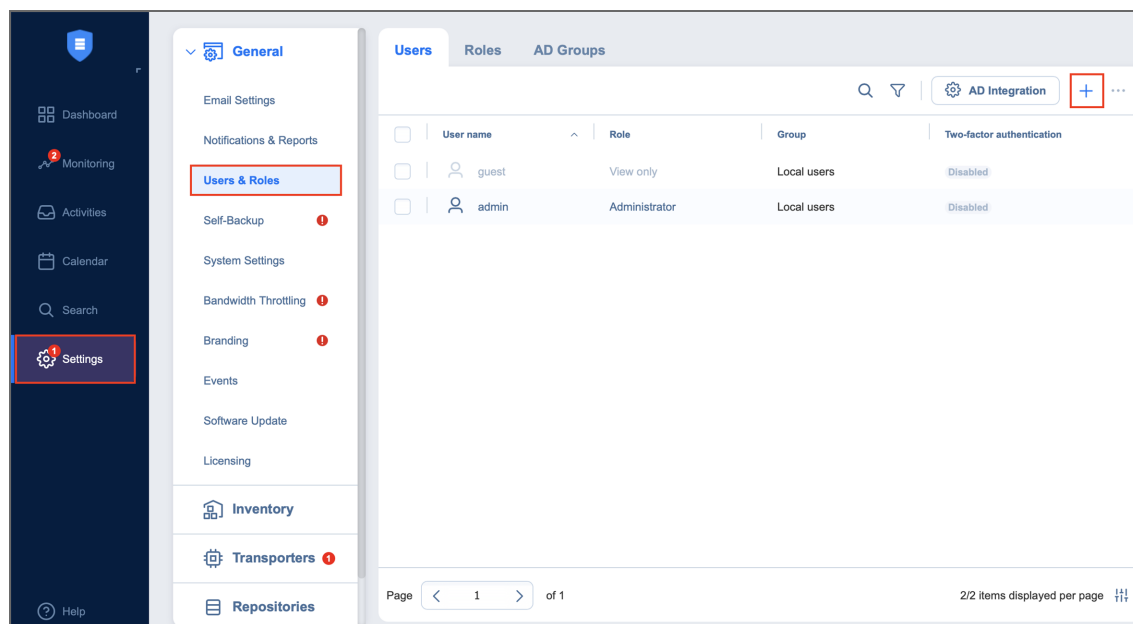 Dashboard
2
Monitoring
Activities
Calendar
Search
1
Settings
Help
General
Email Settings
Notifications & Reports
Users & Roles
Self-Backup !
System Settings
Bandwidth Throttling !
Branding !
Events
Software Update
Licensing
Inventory
Transporters 1
Repositories
Users Roles AD Groups
AD Integration
User name Role Group Two-factor authentication
guest View only Local users Disabled
admin Administrator Local users Disabled
Page 1 of 1 2/2 items displayed per page